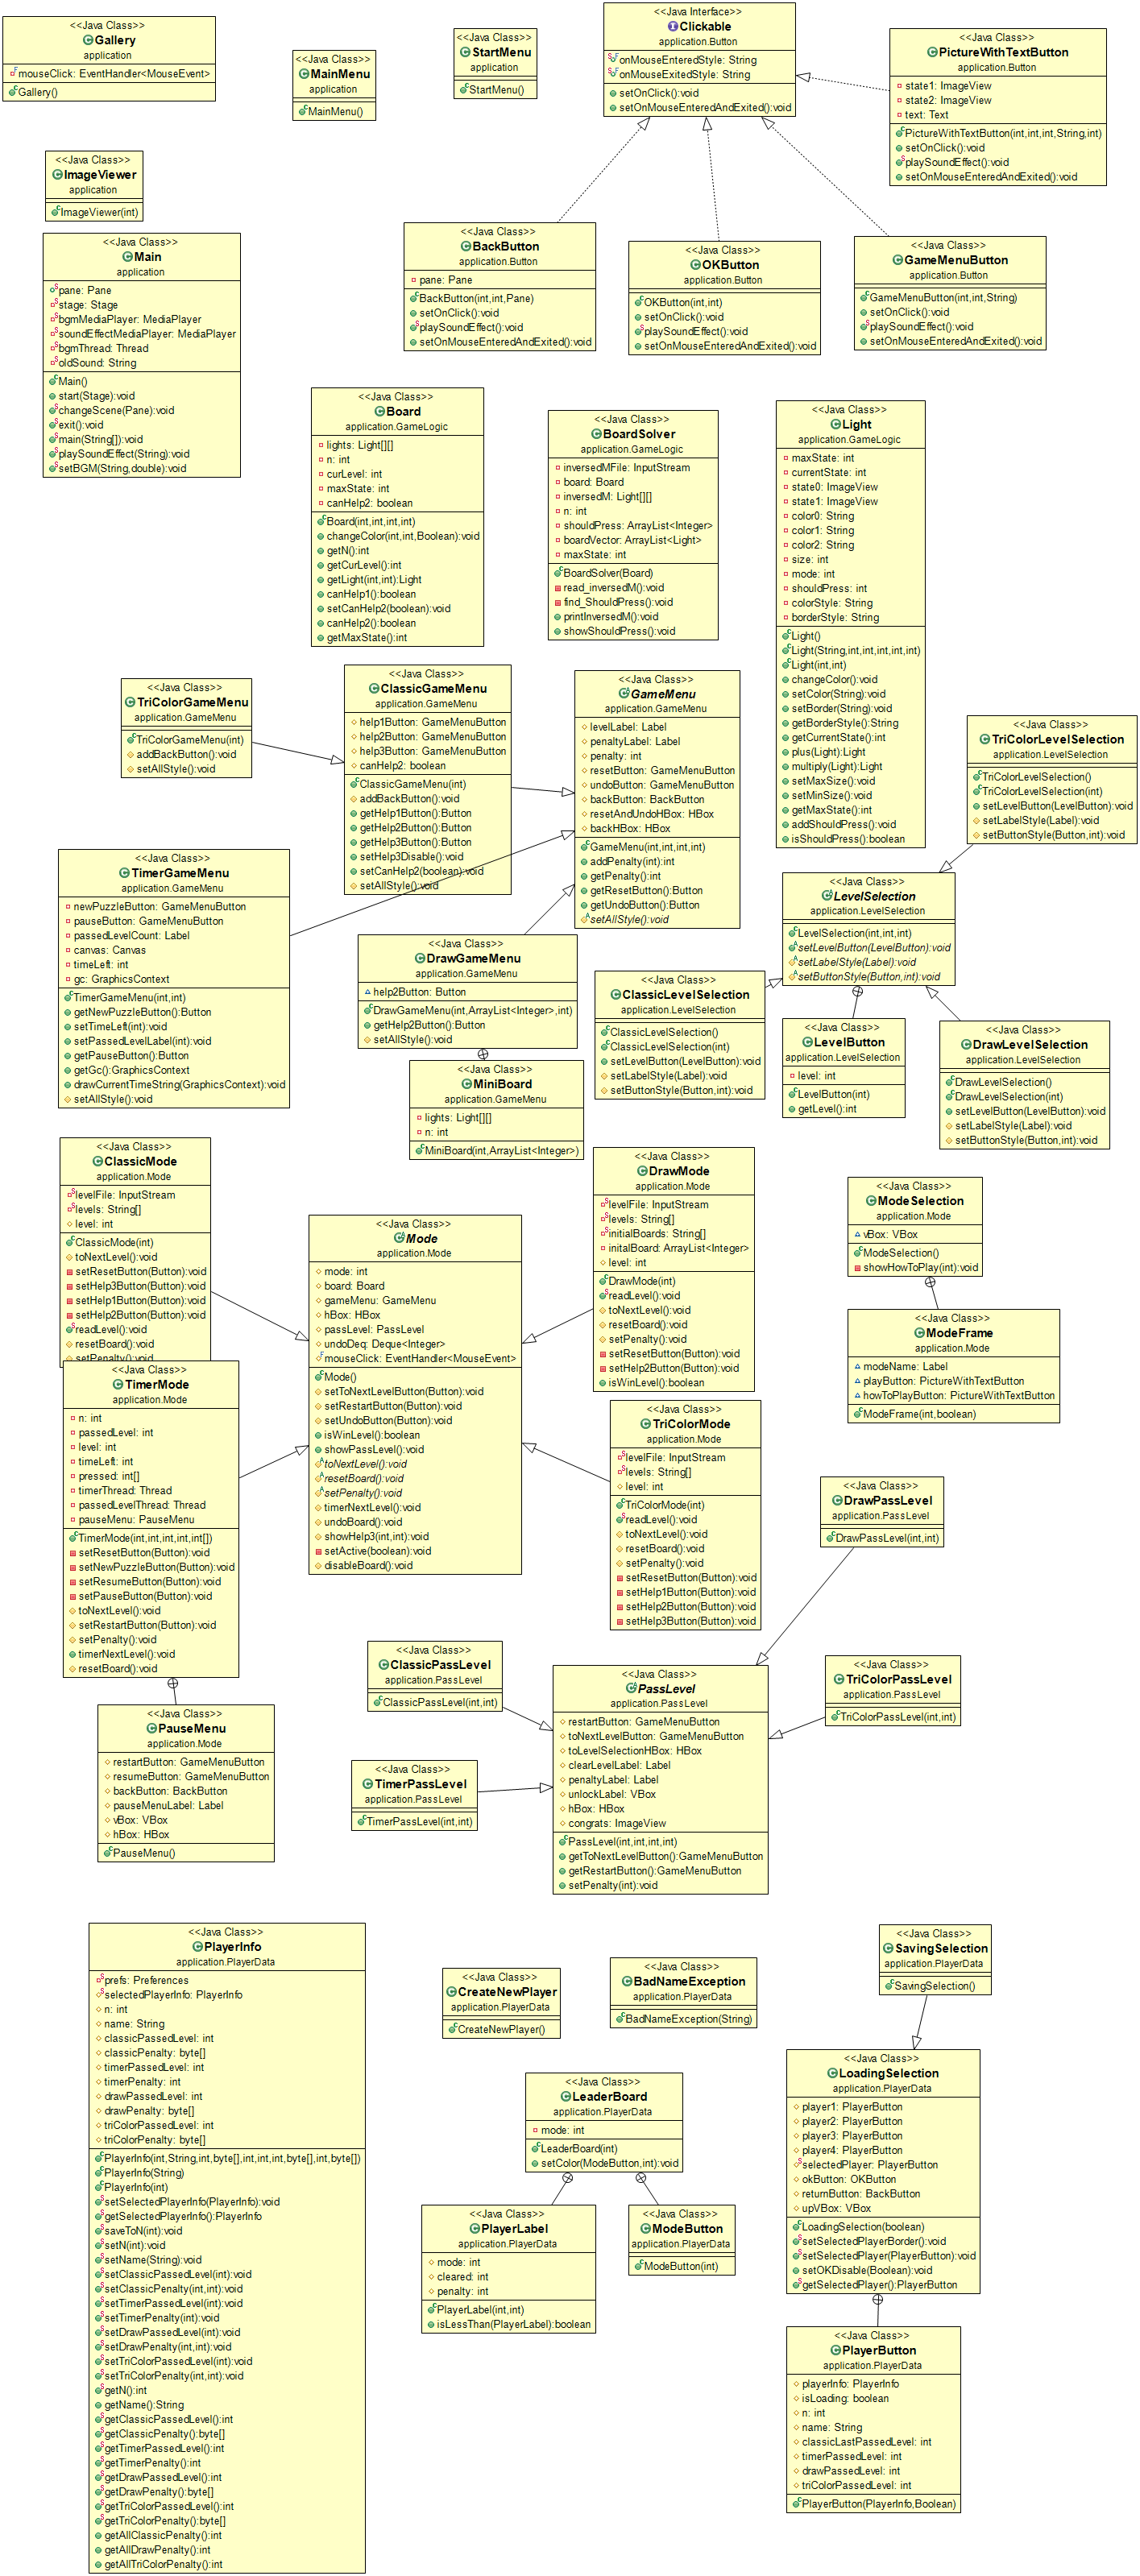 <<Java Class>>
Gallery
application
mouseClick: EventHandler<MouseEvent>
Gallery()
<<Java Class>>
MainMenu
application
MainMenu()
<<Java Class>>
StartMenu
application
StartMenu()
<<Java Interface>>
Clickable
application.Button
onMouseEnteredStyle: String
onMouseExitedStyle: String
setOnClick():void
setOnMouseEnteredAndExited():void
<<Java Class>>
PictureWithTextButton
application.Button
state1: ImageView
state2: ImageView
text: Text
PictureWithTextButton(int,int,int,String,int)
setOnClick():void
playSoundEffect():void
setOnMouseEnteredAndExited():void
<<Java Class>>
ImageViewer
application
ImageViewer(int)
<<Java Class>>
Main
application
pane: Pane
stage: Stage
bgmMediaPlayer: MediaPlayer
soundEffectMediaPlayer: MediaPlayer
bgmThread: Thread
oldSound: String
Main()
start(Stage):void
changeScene(Pane):void
exit():void
main(String[]):void
playSoundEffect(String):void
setBGM(String,double):void
<<Java Class>>
BackButton
application.Button
pane: Pane
BackButton(int,int,Pane)
setOnClick():void
playSoundEffect():void
setOnMouseEnteredAndExited():void
<<Java Class>>
OKButton
application.Button
OKButton(int,int)
setOnClick():void
playSoundEffect():void
setOnMouseEnteredAndExited():void
<<Java Class>>
GameMenuButton
application.Button
GameMenuButton(int,int,String)
setOnClick():void
playSoundEffect():void
setOnMouseEnteredAndExited():void
<<Java Class>>
Board
application.GameLogic
lights: Light[][]
n: int
curLevel: int
maxState: int
canHelp2: boolean
Board(int,int,int,int)
changeColor(int,int,Boolean):void
getN():int
getCurLevel():int
getLight(int,int):Light
canHelp1():boolean
setCanHelp2(boolean):void
canHelp2():boolean
getMaxState():int
<<Java Class>>
BoardSolver
application.GameLogic
inversedMFile: InputStream
board: Board
inversedM: Light[][]
n: int
shouldPress: ArrayList<Integer>
boardVector: ArrayList<Light>
maxState: int
BoardSolver(Board)
read_inversedM():void
find_ShouldPress():void
printInversedM():void
showShouldPress():void
<<Java Class>>
Light
application.GameLogic
maxState: int
currentState: int
state0: ImageView
state1: ImageView
color0: String
color1: String
color2: String
size: int
mode: int
shouldPress: int
colorStyle: String
borderStyle: String
Light()
Light(String,int,int,int,int,int)
Light(int,int)
changeColor():void
setColor(String):void
setBorder(String):void
getBorderStyle():String
getCurrentState():int
plus(Light):Light
multiply(Light):Light
setMaxSize():void
setMinSize():void
getMaxState():int
addShouldPress():void
isShouldPress():boolean
<<Java Class>>
TriColorGameMenu
application.GameMenu
TriColorGameMenu(int)
addBackButton():void
setAllStyle():void
<<Java Class>>
ClassicGameMenu
application.GameMenu
help1Button: GameMenuButton
help2Button: GameMenuButton
help3Button: GameMenuButton
canHelp2: boolean
ClassicGameMenu(int)
addBackButton():void
getHelp1Button():Button
getHelp2Button():Button
getHelp3Button():Button
setHelp3Disable():void
setCanHelp2(boolean):void
setAllStyle():void
<<Java Class>>
GameMenu
application.GameMenu
levelLabel: Label
penaltyLabel: Label
penalty: int
resetButton: GameMenuButton
undoButton: GameMenuButton
backButton: BackButton
resetAndUndoHBox: HBox
backHBox: HBox
GameMenu(int,int,int,int)
addPenalty(int):int
getPenalty():int
getResetButton():Button
getUndoButton():Button
setAllStyle():void
<<Java Class>>
TriColorLevelSelection
application.LevelSelection
TriColorLevelSelection()
TriColorLevelSelection(int)
setLevelButton(LevelButton):void
setLabelStyle(Label):void
setButtonStyle(Button,int):void
<<Java Class>>
TimerGameMenu
application.GameMenu
newPuzzleButton: GameMenuButton
pauseButton: GameMenuButton
passedLevelCount: Label
canvas: Canvas
timeLeft: int
gc: GraphicsContext
TimerGameMenu(int,int)
getNewPuzzleButton():Button
setTimeLeft(int):void
setPassedLevelLabel(int):void
getPauseButton():Button
getGc():GraphicsContext
drawCurrentTimeString(GraphicsContext):void
setAllStyle():void
<<Java Class>>
DrawGameMenu
application.GameMenu
help2Button: Button
DrawGameMenu(int,ArrayList<Integer>,int)
getHelp2Button():Button
setAllStyle():void
<<Java Class>>
MiniBoard
application.GameMenu
lights: Light[][]
n: int
MiniBoard(int,ArrayList<Integer>)
<<Java Class>>
LevelSelection
application.LevelSelection
LevelSelection(int,int,int)
setLevelButton(LevelButton):void
setLabelStyle(Label):void
setButtonStyle(Button,int):void
<<Java Class>>
ClassicLevelSelection
application.LevelSelection
ClassicLevelSelection()
ClassicLevelSelection(int)
setLevelButton(LevelButton):void
setLabelStyle(Label):void
setButtonStyle(Button,int):void
<<Java Class>>
LevelButton
application.LevelSelection
level: int
LevelButton(int)
getLevel():int
<<Java Class>>
DrawLevelSelection
application.LevelSelection
DrawLevelSelection()
DrawLevelSelection(int)
setLevelButton(LevelButton):void
setLabelStyle(Label):void
setButtonStyle(Button,int):void
<<Java Class>>
ClassicMode
application.Mode
levelFile: InputStream
levels: String[]
level: int
ClassicMode(int)
toNextLevel():void
setResetButton(Button):void
setHelp3Button(Button):void
setHelp1Button(Button):void
setHelp2Button(Button):void
readLevel():void
resetBoard():void
setPenalty():void
<<Java Class>>
TimerMode
application.Mode
n: int
passedLevel: int
level: int
timeLeft: int
pressed: int[]
timerThread: Thread
passedLevelThread: Thread
pauseMenu: PauseMenu
TimerMode(int,int,int,int,int[])
setResetButton(Button):void
setNewPuzzleButton(Button):void
setResumeButton(Button):void
setPauseButton(Button):void
toNextLevel():void
setRestartButton(Button):void
setPenalty():void
timerNextLevel():void
resetBoard():void
<<Java Class>>
PauseMenu
application.Mode
restartButton: GameMenuButton
resumeButton: GameMenuButton
backButton: BackButton
pauseMenuLabel: Label
vBox: VBox
hBox: HBox
PauseMenu()
<<Java Class>>
Mode
application.Mode
mode: int
board: Board
gameMenu: GameMenu
hBox: HBox
passLevel: PassLevel
undoDeq: Deque<Integer>
mouseClick: EventHandler<MouseEvent>
Mode()
setToNextLevelButton(Button):void
setRestartButton(Button):void
setUndoButton(Button):void
isWinLevel():boolean
showPassLevel():void
toNextLevel():void
resetBoard():void
setPenalty():void
timerNextLevel():void
undoBoard():void
showHelp3(int,int):void
setActive(boolean):void
disableBoard():void
<<Java Class>>
DrawMode
application.Mode
levelFile: InputStream
levels: String[]
initialBoards: String[]
initalBoard: ArrayList<Integer>
level: int
DrawMode(int)
readLevel():void
toNextLevel():void
resetBoard():void
setPenalty():void
setResetButton(Button):void
setHelp2Button(Button):void
isWinLevel():boolean
<<Java Class>>
TriColorMode
application.Mode
levelFile: InputStream
levels: String[]
level: int
TriColorMode(int)
readLevel():void
toNextLevel():void
resetBoard():void
setPenalty():void
setResetButton(Button):void
setHelp1Button(Button):void
setHelp2Button(Button):void
setHelp3Button(Button):void
<<Java Class>>
ModeSelection
application.Mode
vBox: VBox
ModeSelection()
showHowToPlay(int):void
<<Java Class>>
ModeFrame
application.Mode
modeName: Label
playButton: PictureWithTextButton
howToPlayButton: PictureWithTextButton
ModeFrame(int,boolean)
<<Java Class>>
DrawPassLevel
application.PassLevel
DrawPassLevel(int,int)
<<Java Class>>
ClassicPassLevel
application.PassLevel
ClassicPassLevel(int,int)
<<Java Class>>
TimerPassLevel
application.PassLevel
TimerPassLevel(int,int)
<<Java Class>>
PassLevel
application.PassLevel
restartButton: GameMenuButton
toNextLevelButton: GameMenuButton
toLevelSelectionHBox: HBox
clearLevelLabel: Label
penaltyLabel: Label
unlockLabel: VBox
hBox: HBox
congrats: ImageView
PassLevel(int,int,int,int)
getToNextLevelButton():GameMenuButton
getRestartButton():GameMenuButton
setPenalty(int):void
<<Java Class>>
TriColorPassLevel
application.PassLevel
TriColorPassLevel(int,int)
<<Java Class>>
PlayerInfo
application.PlayerData
prefs: Preferences
selectedPlayerInfo: PlayerInfo
n: int
name: String
classicPassedLevel: int
classicPenalty: byte[]
timerPassedLevel: int
timerPenalty: int
drawPassedLevel: int
drawPenalty: byte[]
triColorPassedLevel: int
triColorPenalty: byte[]
PlayerInfo(int,String,int,byte[],int,int,int,byte[],int,byte[])
PlayerInfo(String)
PlayerInfo(int)
setSelectedPlayerInfo(PlayerInfo):void
getSelectedPlayerInfo():PlayerInfo
saveToN(int):void
setN(int):void
setName(String):void
setClassicPassedLevel(int):void
setClassicPenalty(int,int):void
setTimerPassedLevel(int):void
setTimerPenalty(int):void
setDrawPassedLevel(int):void
setDrawPenalty(int,int):void
setTriColorPassedLevel(int):void
setTriColorPenalty(int,int):void
getN():int
getName():String
getClassicPassedLevel():int
getClassicPenalty():byte[]
getTimerPassedLevel():int
getTimerPenalty():int
getDrawPassedLevel():int
getDrawPenalty():byte[]
getTriColorPassedLevel():int
getTriColorPenalty():byte[]
getAllClassicPenalty():int
getAllDrawPenalty():int
getAllTriColorPenalty():int
<<Java Class>>
CreateNewPlayer
application.PlayerData
CreateNewPlayer()
<<Java Class>>
BadNameException
application.PlayerData
BadNameException(String)
<<Java Class>>
SavingSelection
application.PlayerData
SavingSelection()
<<Java Class>>
LeaderBoard
application.PlayerData
mode: int
LeaderBoard(int)
setColor(ModeButton,int):void
<<Java Class>>
PlayerLabel
application.PlayerData
mode: int
cleared: int
penalty: int
PlayerLabel(int,int)
isLessThan(PlayerLabel):boolean
<<Java Class>>
ModeButton
application.PlayerData
ModeButton(int)
<<Java Class>>
LoadingSelection
application.PlayerData
player1: PlayerButton
player2: PlayerButton
player3: PlayerButton
player4: PlayerButton
selectedPlayer: PlayerButton
okButton: OKButton
returnButton: BackButton
upVBox: VBox
LoadingSelection(boolean)
setSelectedPlayerBorder():void
setSelectedPlayer(PlayerButton):void
setOKDisable(Boolean):void
getSelectedPlayer():PlayerButton
<<Java Class>>
PlayerButton
application.PlayerData
playerInfo: PlayerInfo
isLoading: boolean
n: int
name: String
classicLastPassedLevel: int
timerPassedLevel: int
drawPassedLevel: int
triColorPassedLevel: int
PlayerButton(PlayerInfo,Boolean)